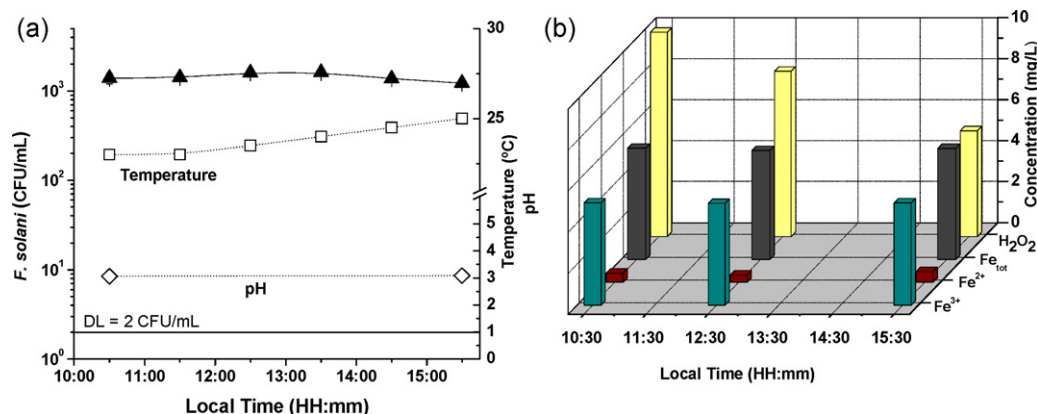 (a)
F. solani (CFU/mL)
10³
10²
10¹
10⁰
30
25
5
4
3
2
1
0
Temperature (°C)
pH
Temperature
pH
DL = 2 CFU/mL
10:00 11:00 12:00 13:00 14:00 15:00
Local Time (HH:mm)
(b)
10
8
6
4
2
0
Concentration (mg/L)
H₂O₂
Fe_tot
Fe²⁺
Fe³⁺
10:30 11:30 12:30 13:30 14:30 15:30
Local Time (HH:mm)